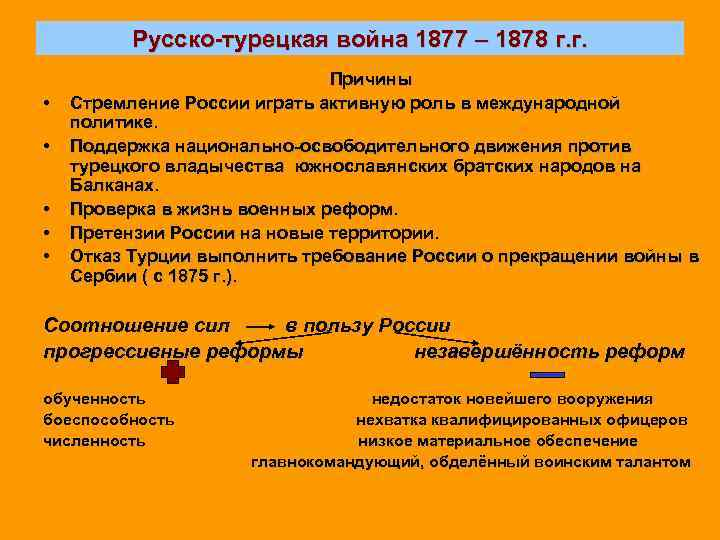 Русско-турецкая война 1877 – 1878 г. г.
Причины
• Стремление России играть активную роль в международной
политике.
• Поддержка национально-освободительного движения против
турецкого владычества южнославянских братских народов на
Балканах.
• Проверка в жизнь военных реформ.
• Претензии России на новые территории.
• Отказ Турции выполнить требование России о прекращении войны в
Сербии ( с 1875 г. ).
Соотношение сил в пользу России
прогрессивные реформы незавершённость реформ
обученность недостаток новейшего вооружения
боеспособность нехватка квалифицированных офицеров
численность низкое материальное обеспечение
главнокомандующий, обделённый воинским талантом